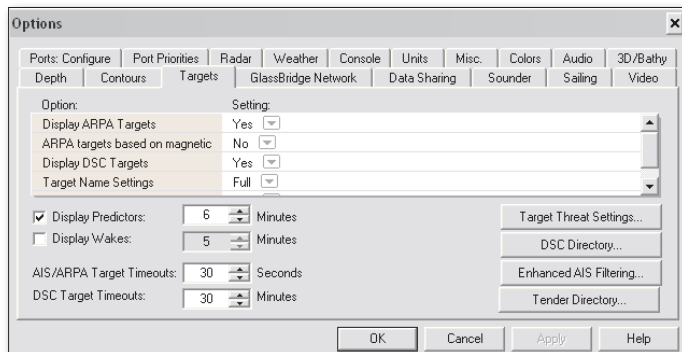 Options
Ports: Configure Port Priorities Radar Weather Console Units Misc. Colors Audio 3D/Bathy
Depth Contours Targets GlassBridge Network Data Sharing Sounder Sailing Video
Option: Setting:
Display ARPA Targets Yes
ARPA targets based on magnetic No
Display DSC Targets Yes
Target Name Settings Full
Display Predictors: 6 Minutes Target Threat Settings...
Display Wakes: 5 Minutes DSC Directory...
AIS/ARPA Target Timeouts: 30 Seconds Enhanced AIS Filtering...
DSC Target Timeouts: 30 Minutes Tender Directory...
OK Cancel Apply Help